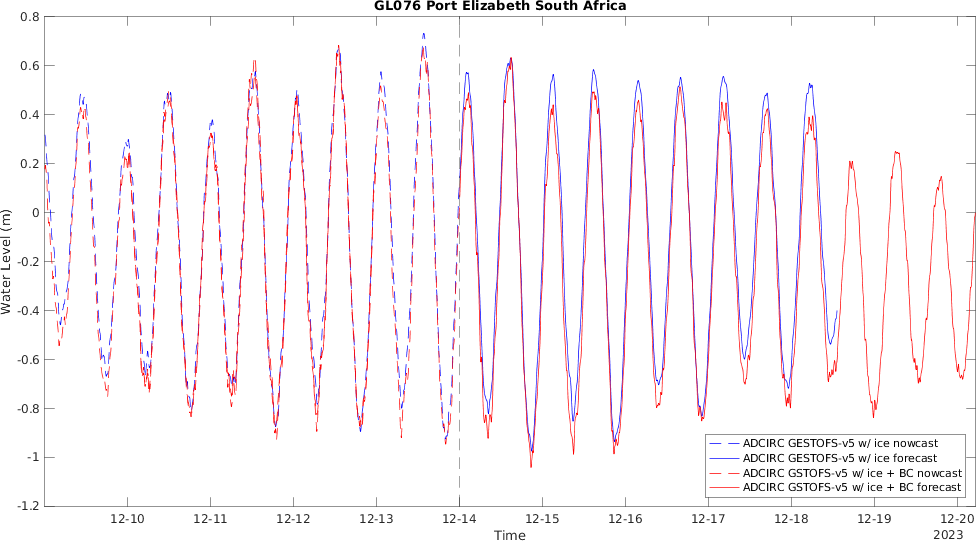 GL076 Port Elizabeth South Africa
0.8
0.6
0.4
0.2
0
-0.2
-0.4
-0.6
-0.8
-1
-1.2
Water Level (m)
ADCIRC GESTOFS-v5 w/ ice nowcast
ADCIRC GESTOFS-v5 w/ ice forecast
ADCIRC GSTOFS-v5 w/ ice + BC nowcast
ADCIRC GSTOFS-v5 w/ ice + BC forecast
12-10 12-11 12-12 12-13 12-14 12-15 12-16 12-17 12-18 12-19 12-20
Time 2023